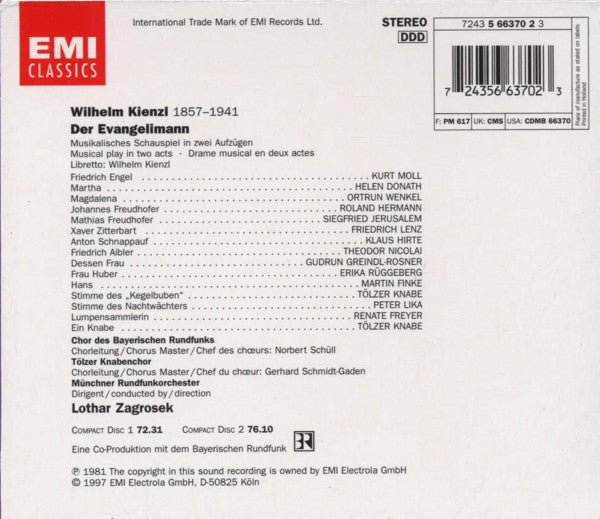 EMI
CLASSICS
International Trade Mark of EMI Records Ltd.
STEREO
DDD
7243 5 66370 2 3
7 24356 63702 3
Place of manufacture as stated on labels
Printed in Holland
F: PM 617 UK: CMS USA: CDMB 66370
Wilhelm Kienzl 1857–1941
Der Evangelimann
Musikalisches Schauspiel in zwei Aufzügen
Musical play in two acts · Drame musical en deux actes
Libretto: Wilhelm Kienzl
Friedrich Engel KURT MOLL
Martha HELEN DONATH
Magdalena ORTRUN WENKEL
Johannes Freudhofer ROLAND HERMANN
Mathias Freudhofer SIEGFRIED JERUSALEM
Xaver Zitterbart FRIEDRICH LENZ
Anton Schnappauf KLAUS HIRTE
Friedrich Aibler THEODOR NICOLAI
Dessen Frau GUDRUN GREINDL-ROSNER
Frau Huber ERIKA RÜGGEBERG
Hans MARTIN FINKE
Stimme des „Kegelbuben“ TÖLZER KNABE
Stimme des Nachtwächters PETER LIKA
Lumpensammlerin RENATE FREYER
Ein Knabe TÖLZER KNABE
Chor des Bayerischen Rundfunks
Chorleitung/Chorus Master/Chef des chœurs: Norbert Schüll
Tölzer Knabenchor
Chorleitung/Chorus Master/Chef du chœur: Gerhard Schmidt-Gaden
Münchner Rundfunkorchester
Dirigent/conducted by/direction
Lothar Zagrosek
COMPACT DISC 1 72.31 COMPACT DISC 2 76.10
Eine Co-Produktion mit dem Bayerischen Rundfunk BR
℗ 1981 The copyright in this sound recording is owned by EMI Electrola GmbH
© 1997 EMI Electrola GmbH, D-50825 Köln